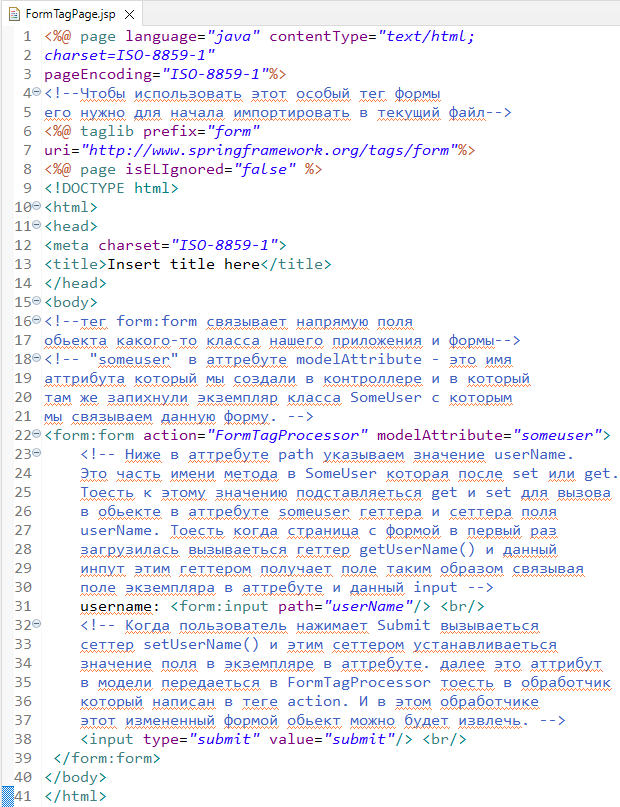 FormTagPage.jsp
1 <%@ page language="java" contentType="text/html;
2 charset=ISO-8859-1"
3 pageEncoding="ISO-8859-1"%>
4 <!--Чтобы использовать этот особый тег формы
5 его нужно для начала импортировать в текущий файл-->
6 <%@ taglib prefix="form"
7 uri="http://www.springframework.org/tags/form"%>
8 <%@ page isELIgnored="false" %>
9 <!DOCTYPE html>
10 <html>
11 <head>
12 <meta charset="ISO-8859-1">
13 <title>Insert title here</title>
14 </head>
15 <body>
16 <!--тег form:form связывает напрямую поля
17 обьекта какого-то класса нашего приложения и формы-->
18 <!-- "someuser" в аттребуте modelAttribute - это имя
19 аттрибута который мы создали в контроллере и в который
20 там же запихнули экземпляр класса SomeUser с которым
21 мы связываем данную форму. -->
22 <form:form action="FormTagProcessor" modelAttribute="someuser">
23 <!-- Ниже в аттребуте path указываем значение userName.
24 Это часть имени метода в SomeUser которая после set или get.
25 Тоесть к этому значению подставляеться get и set для вызова
26 в обьекте в аттребуте someuser геттера и сеттера поля
27 userName. Тоесть когда страница с формой в первый раз
28 загрузилась вызываеться геттер getUserName() и данный
29 инпут этим геттером получает поле таким образом связывая
30 поле экземпляра в аттребуте и данный input -->
31 username: <form:input path="userName"/> <br/>
32 <!-- Когда пользователь нажимает Submit вызываеться
33 сеттер setUserName() и этим сеттером устанавливаеться
34 значение поля в экземпляре в аттребуте. далее это аттрибут
35 в модели передаеться в FormTagProcessor тоесть в обработчик
36 который написан в теге action. И в этом обработчике
37 этот измененный формой обьект можно будет извлечь. -->
38 <input type="submit" value="submit"/> <br/>
39 </form:form>
40 </body>
41 </html>